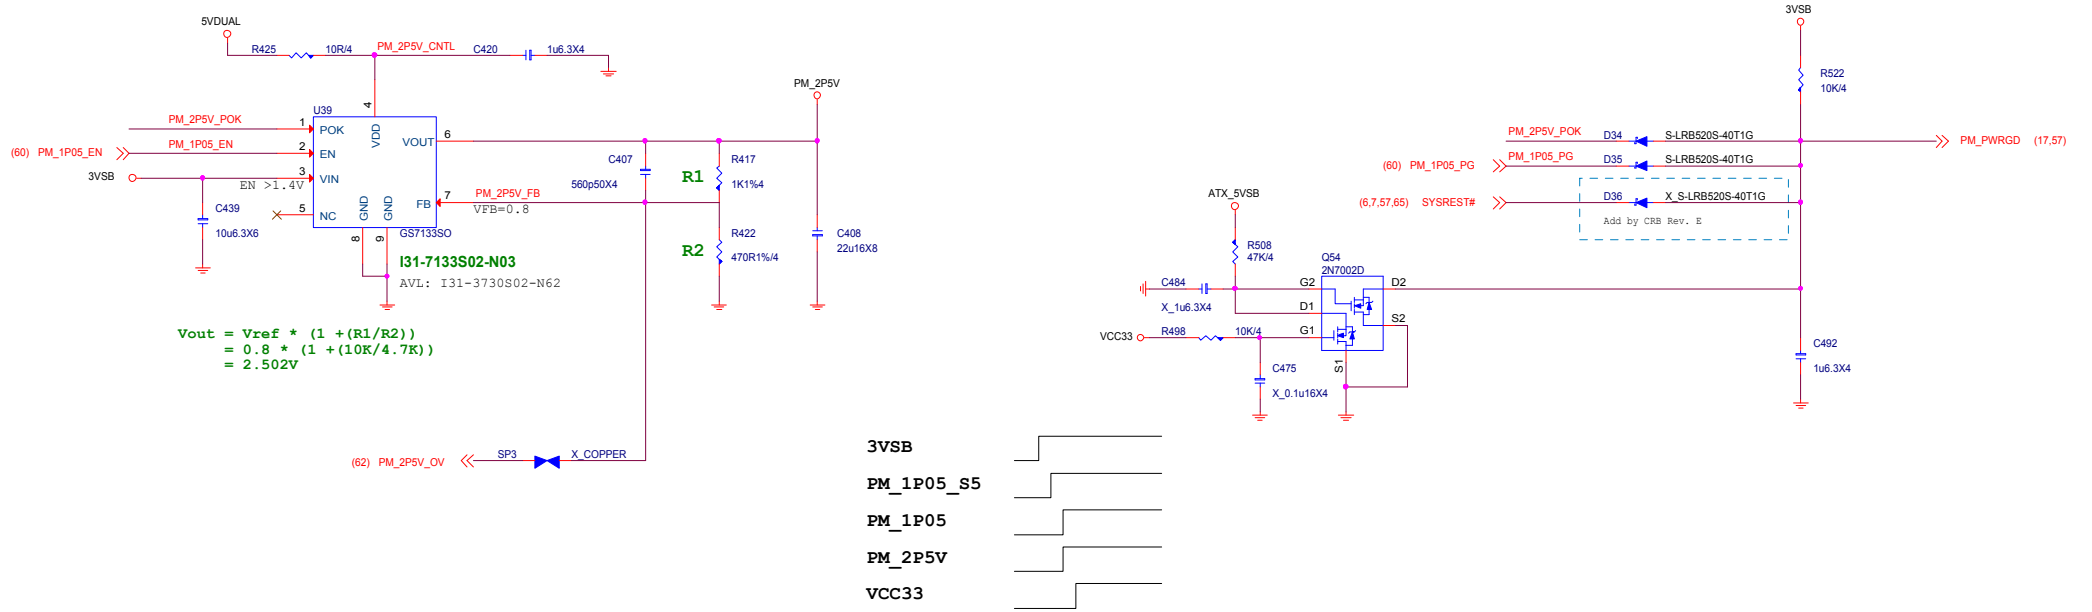 5VDUAL
R425 10R/4 PM_2P5V_CNTL C420 1u6.3X4
U39
4
VDD
PM_2P5V_POK 1 POK
(60) PM_1P05_EN PM_1P05_EN 2 EN
3VSB 3 VIN
EN >1.4V
5 NC
C439
10u6.3X6
GND GND
8 9
VOUT 6
FB 7 PM_2P5V_FB
VFB=0.8
GS7133SO
I31-7133S02-N03
AVL: I31-3730S02-N62
C407
560p50X4
R1
R417
1K1%4
R2
R422
470R1%/4
PM_2P5V
C408
22u16X8
Vout = Vref * (1 +(R1/R2))
= 0.8 * (1 +(10K/4.7K))
= 2.502V
(62) PM_2P5V_OV SP3 X_COPPER
3VSB
R522
10K/4
PM_2P5V_POK D34 S-LRB520S-40T1G PM_PWRGD (17,57)
(60) PM_1P05_PG PM_1P05_PG D35 S-LRB520S-40T1G
(6,7,57,65) SYSREST# D36 X_S-LRB520S-40T1G
Add by CRB Rev. E
ATX_5VSB
R508
47K/4
Q54
2N7002D
C484
X_1u6.3X4
G2 D2
D1
S2
VCC33 R498 10K/4 G1
S1
C475
X_0.1u16X4
C492
1u6.3X4
3VSB
PM_1P05_S5
PM_1P05
PM_2P5V
VCC33